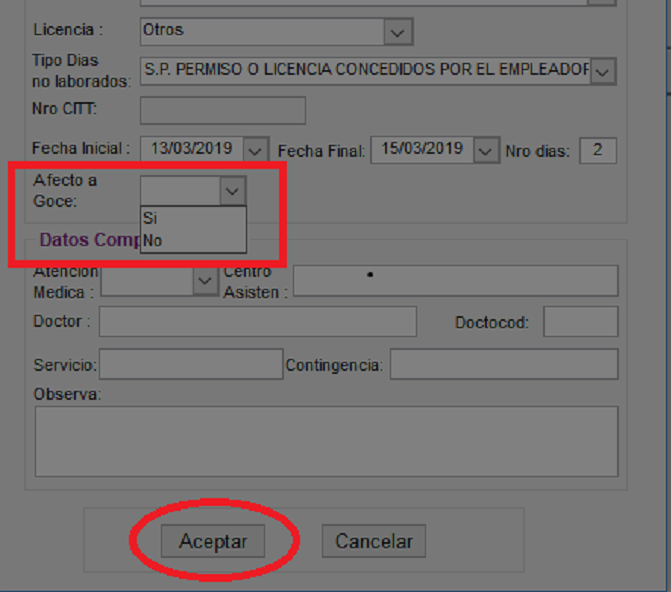 Licencia : Otros
Tipo Dias
no laborados: S.P. PERMISO O LICENCIA CONCEDIDOS POR EL EMPLEADOR
Nro CITT:
Fecha Inicial : 13/03/2019 Fecha Final: 15/03/2019 Nro dias: 2
Afecto a
Goce:
Si
No
Datos Comp
Atencion
Medica :
Centro
Asisten :
Doctor : Doctocod:
Servicio: Contingencia:
Observa:
Aceptar Cancelar